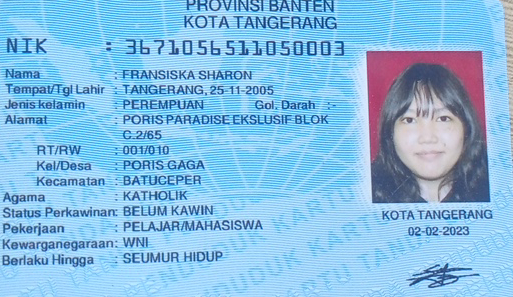 PROVINSI BANTEN
KOTA TANGERANG
NIK : 3671056511050003
Nama : FRANSISKA SHARON
Tempat/Tgl Lahir : TANGERANG, 25-11-2005
Jenis kelamin : PEREMPUAN Gol. Darah :-
Alamat : PORIS PARADISE EKSLUSIF BLOK
C.2/65
RT/RW : 001/010
Kel/Desa : PORIS GAGA
Kecamatan : BATUCEPER
Agama : KATHOLIK
Status Perkawinan: BELUM KAWIN
Pekerjaan : PELAJAR/MAHASISWA
Kewarganegaraan: WNI
Berlaku Hingga : SEUMUR HIDUP
KOTA TANGERANG
02-02-2023